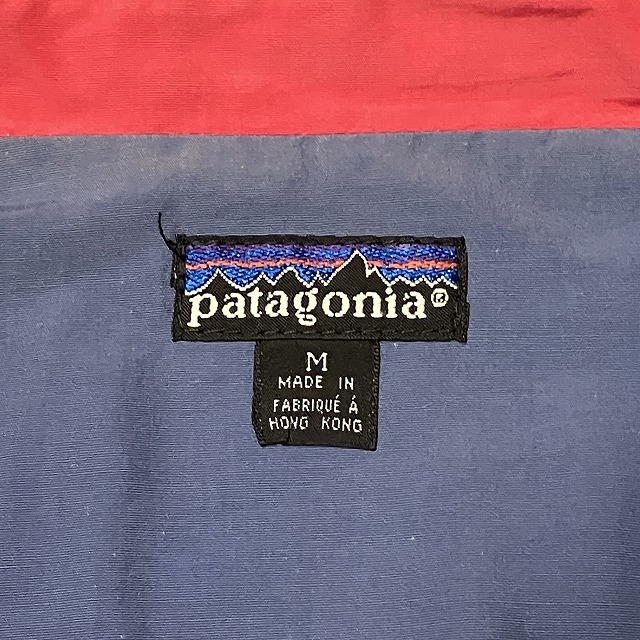 patagonia®
M
MADE IN
FABRIQUÉ Á
HONG KONG